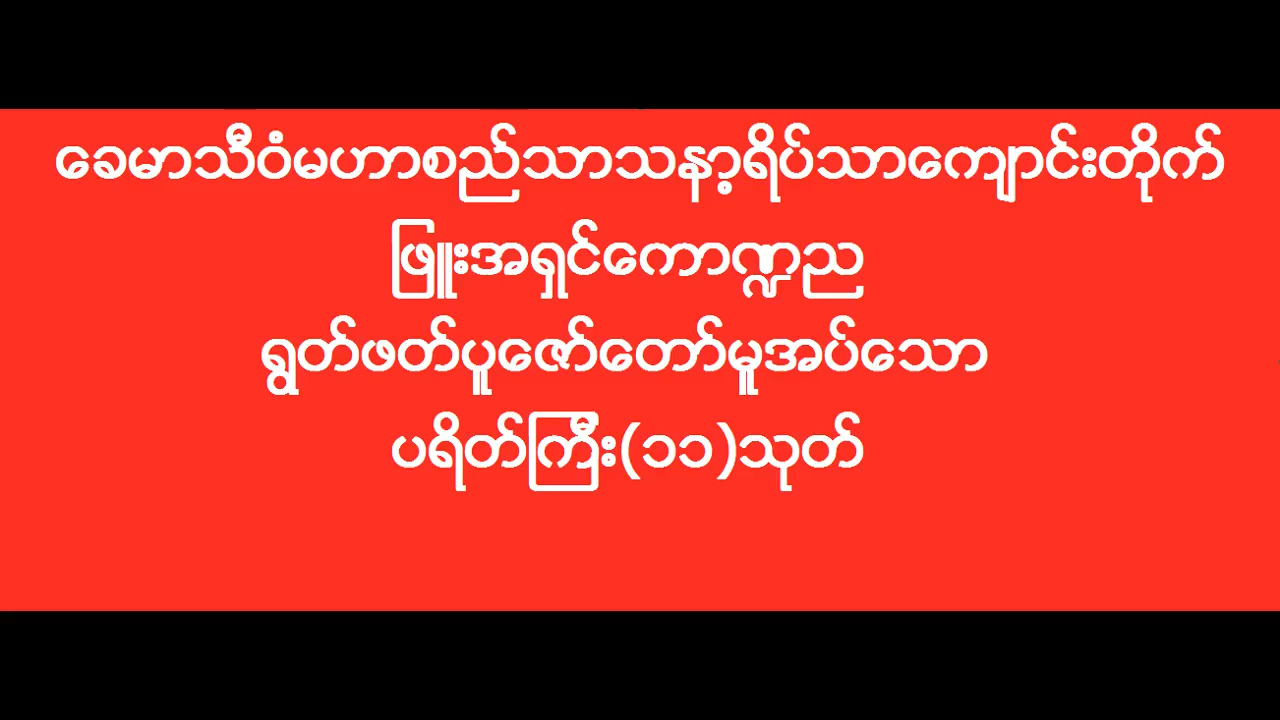 ခေမာသီဝံမဟာစည်သာသနာ့ရိပ်သာကျောင်းတိုက်
ဖြူးအရှင်ကောဏ္ဍည
ရွတ်ဖတ်ပူဇော်တော်မူအပ်သော
ပရိတ်ကြီး(၁၁)သုတ်